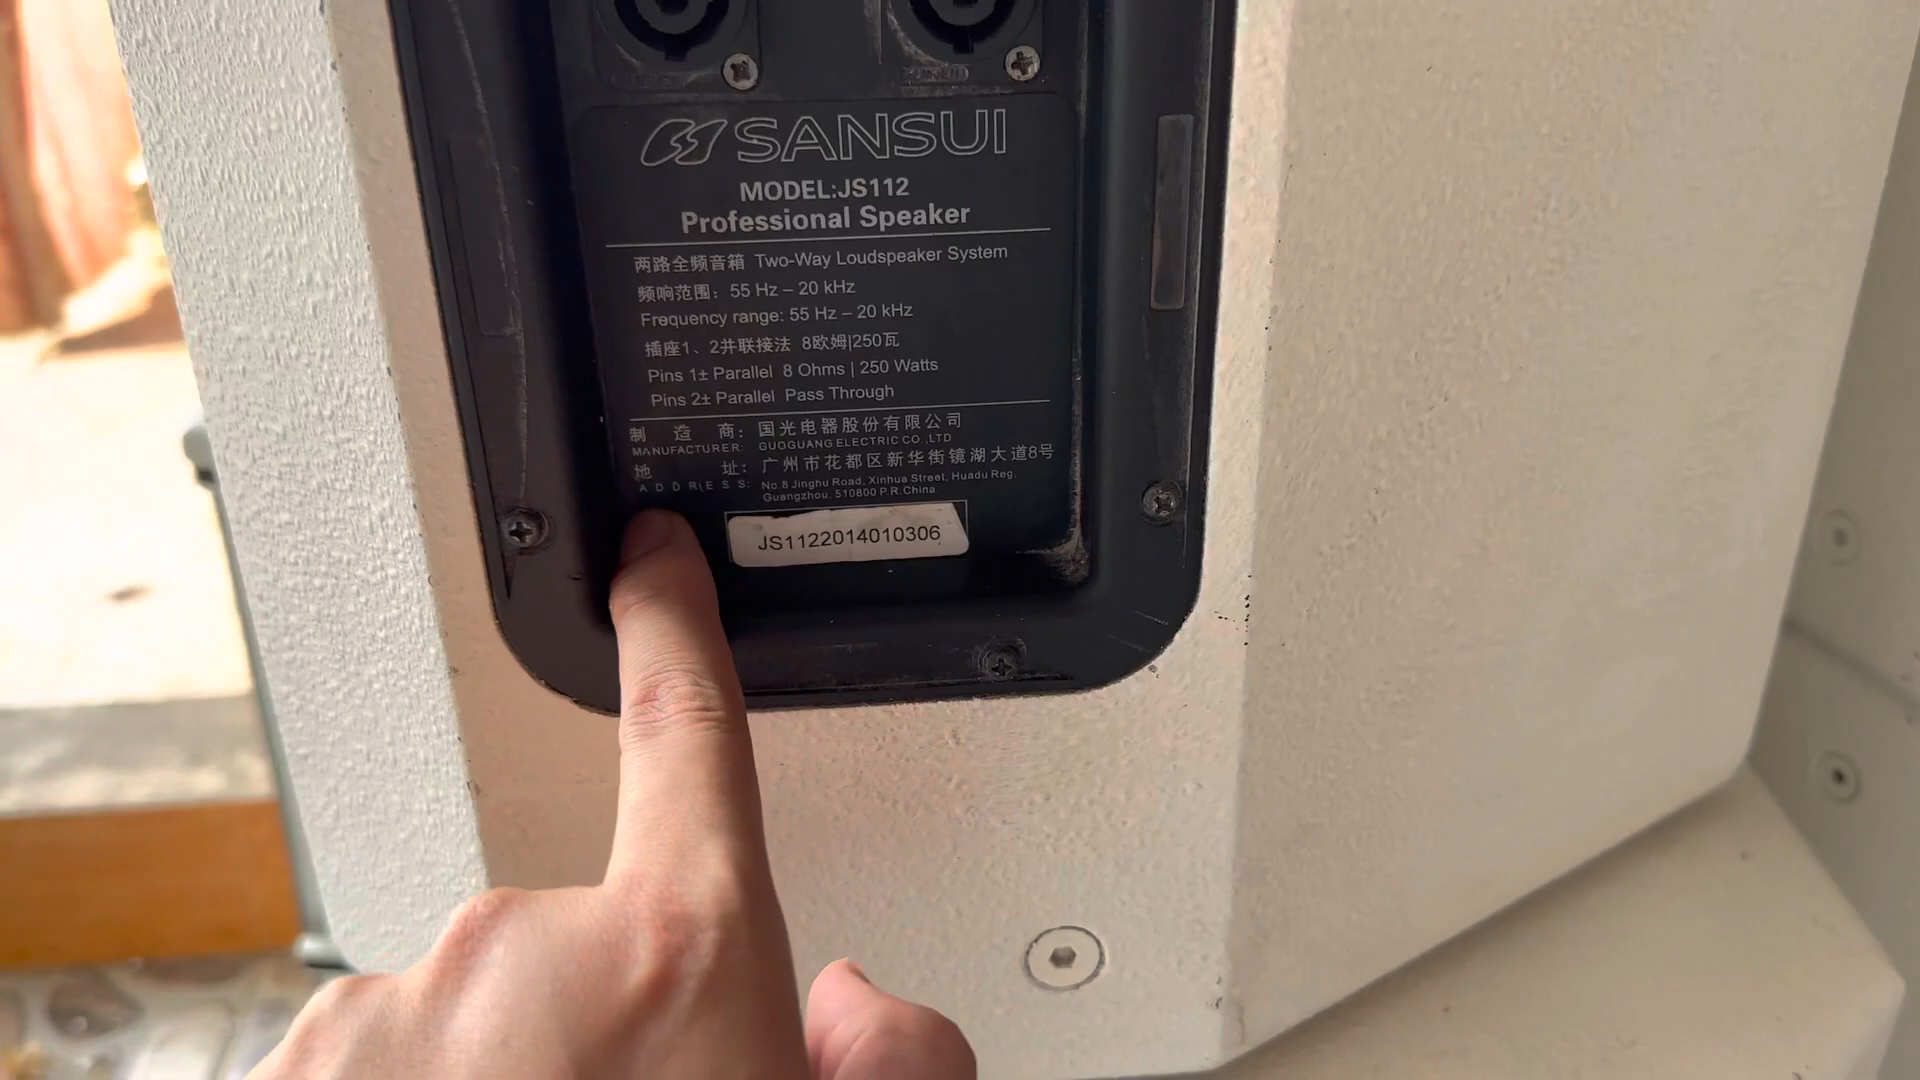 SANSUI
MODEL:JS112
Professional Speaker
两路全频音箱 Two-Way Loudspeaker System
频响范围: 55 Hz – 20 kHz
Frequency range: 55 Hz – 20 kHz
插座1、2并联接法 8欧姆|250瓦
Pins 1± Parallel 8 Ohms | 250 Watts
Pins 2± Parallel Pass Through
制 造 商: 国光电器股份有限公司
MANUFACTURER: GUOGUANG ELECTRIC CO.,LTD
地 址: 广州市花都区新华街镜湖大道8号
ADDRESS: No.8 Jinghu Road, Xinhua Street, Huadu Reg.
Guangzhou, 510800 P.R.China
JS1122014010306